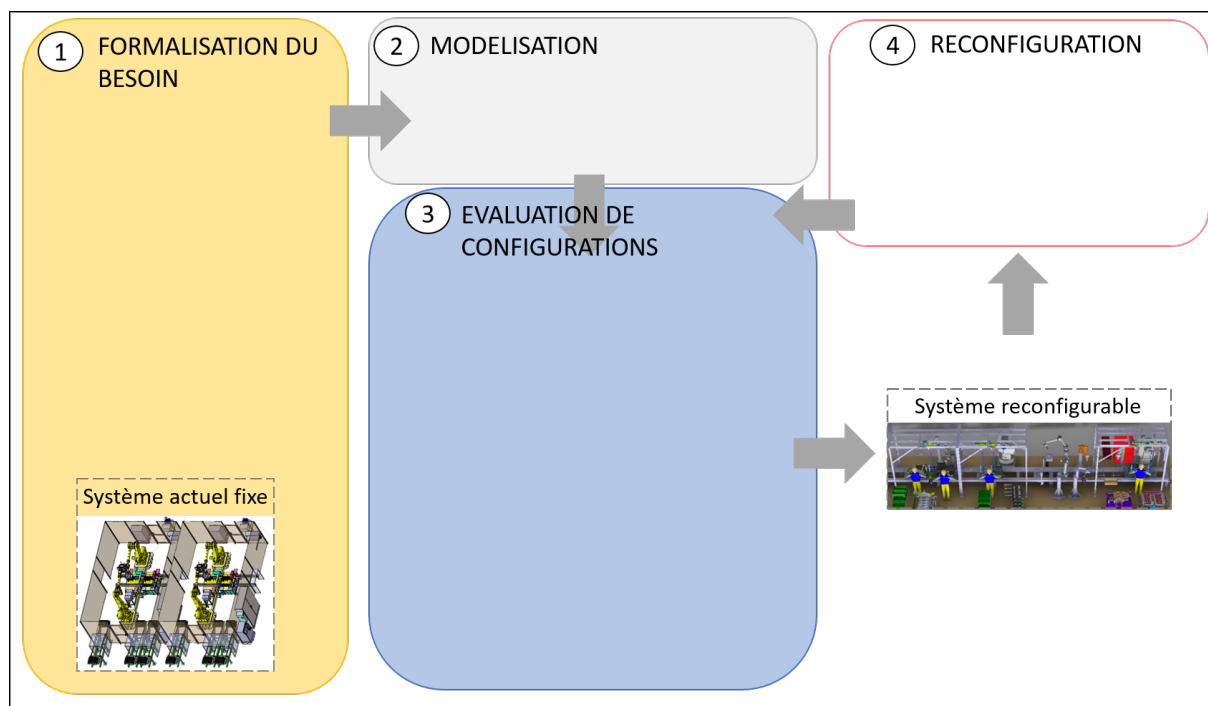 1 FORMALISATION DU
BESOIN
Système actuel fixe
2 MODELISATION
3 EVALUATION DE
CONFIGURATIONS
4 RECONFIGURATION
Système reconfigurable